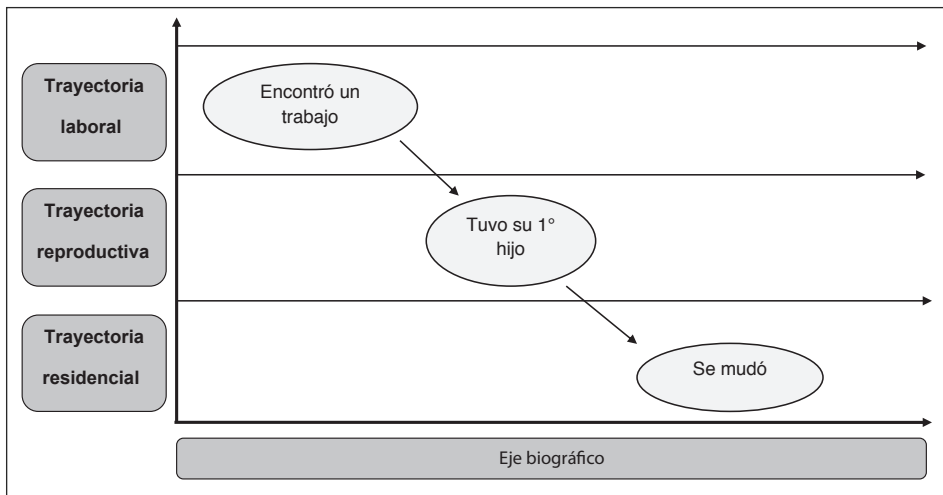 Trayectoria
laboral
Encontró un
trabajo
Trayectoria
reproductiva
Tuvo su 1°
hijo
Trayectoria
residencial
Se mudó
Eje biográfico